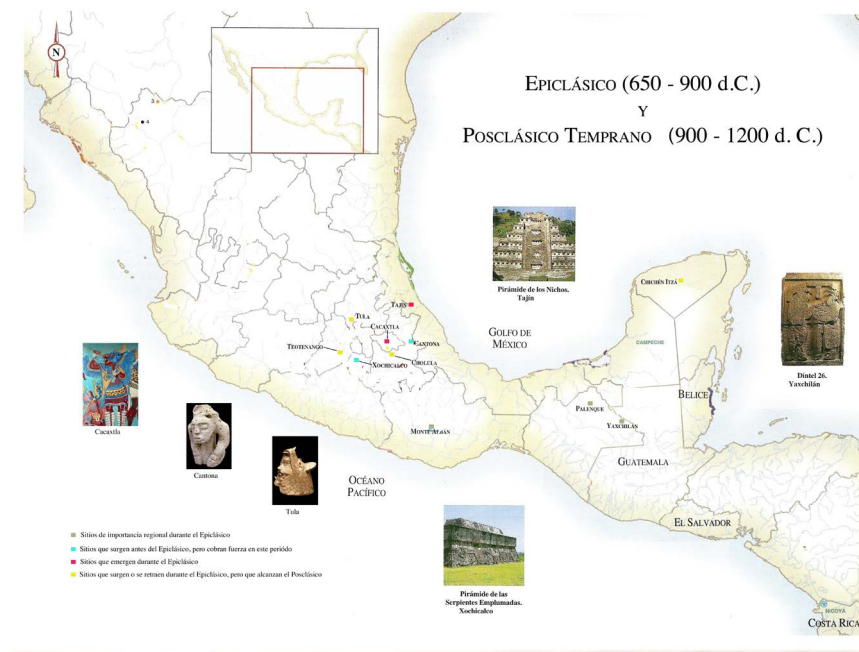 N
3
4
EPICLÁSICO (650 - 900 d.C.)
Y
POSCLÁSICO TEMPRANO (900 - 1200 d. C.)
Pirámide de los Nichos.
Tajín
CHICHÉN ITZÁ
TAJÍN
TULA
CACAXTLA
CANTONA
TEOTENANGO
CHOLULA
XOCHICALCO
GOLFO DE
MÉXICO
CAMPECHE
Dintel 26.
Yaxchilán
BELICE
PALENQUE
YAXCHILÁN
MONTE ALBÁN
Cacaxtla
GUATEMALA
Cantona
OCÉANO
PACÍFICO
Tula
EL SALVADOR
Sitios de importancia regional durante el Epiclásico
Sitios que surgen antes del Epiclásico, pero cobran fuerza en este periódo
Sitios que emergen durante el Epiclásico
Sitios que surgen o se retraen durante el Epiclásico, pero que alcanzan el Posclásico
Pirámide de las
Serpientes Emplumadas.
Xochicalco
NICOYA
COSTA RICA